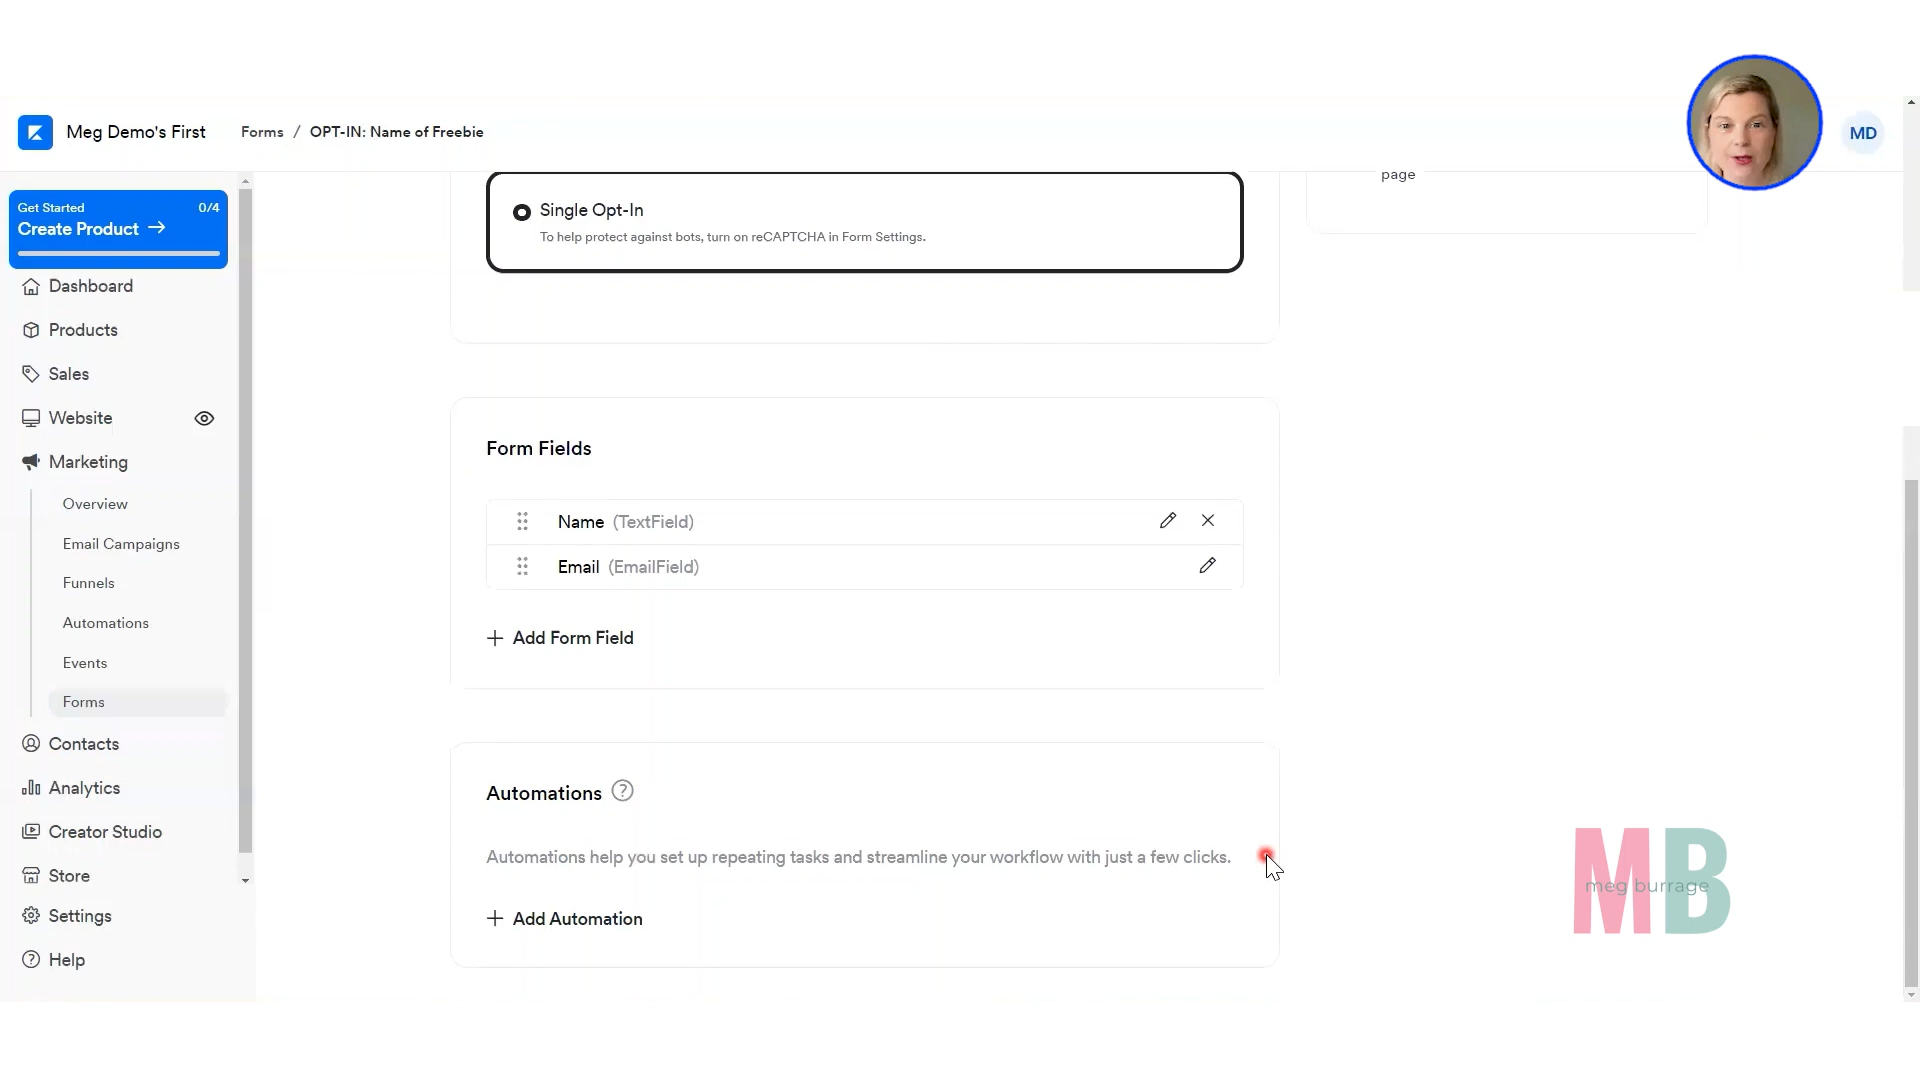 Meg Demo's First
Forms / OPT-IN: Name of Freebie
MD
Get Started 0/4
Create Product
Dashboard
Products
Sales
Website
Marketing
Overview
Email Campaigns
Funnels
Automations
Events
Forms
Contacts
Analytics
Creator Studio
Store
Settings
Help
page
Single Opt-In
To help protect against bots, turn on reCAPTCHA in Form Settings.
Form Fields
Name (TextField)
Email (EmailField)
+ Add Form Field
Automations ?
Automations help you set up repeating tasks and streamline your workflow with just a few clicks.
+ Add Automation
MB
meg burrage